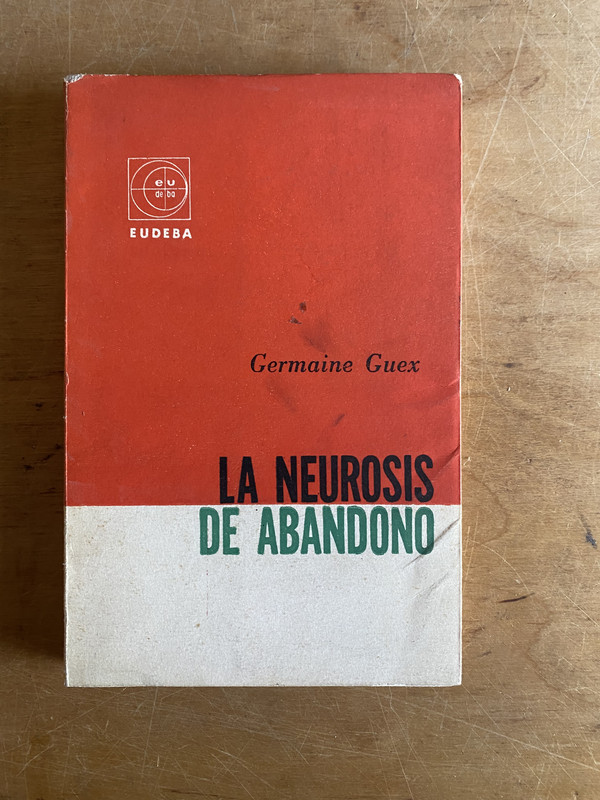 eu
de ba
EUDEBA
Germaine Guex
LA NEUROSIS
DE ABANDONO